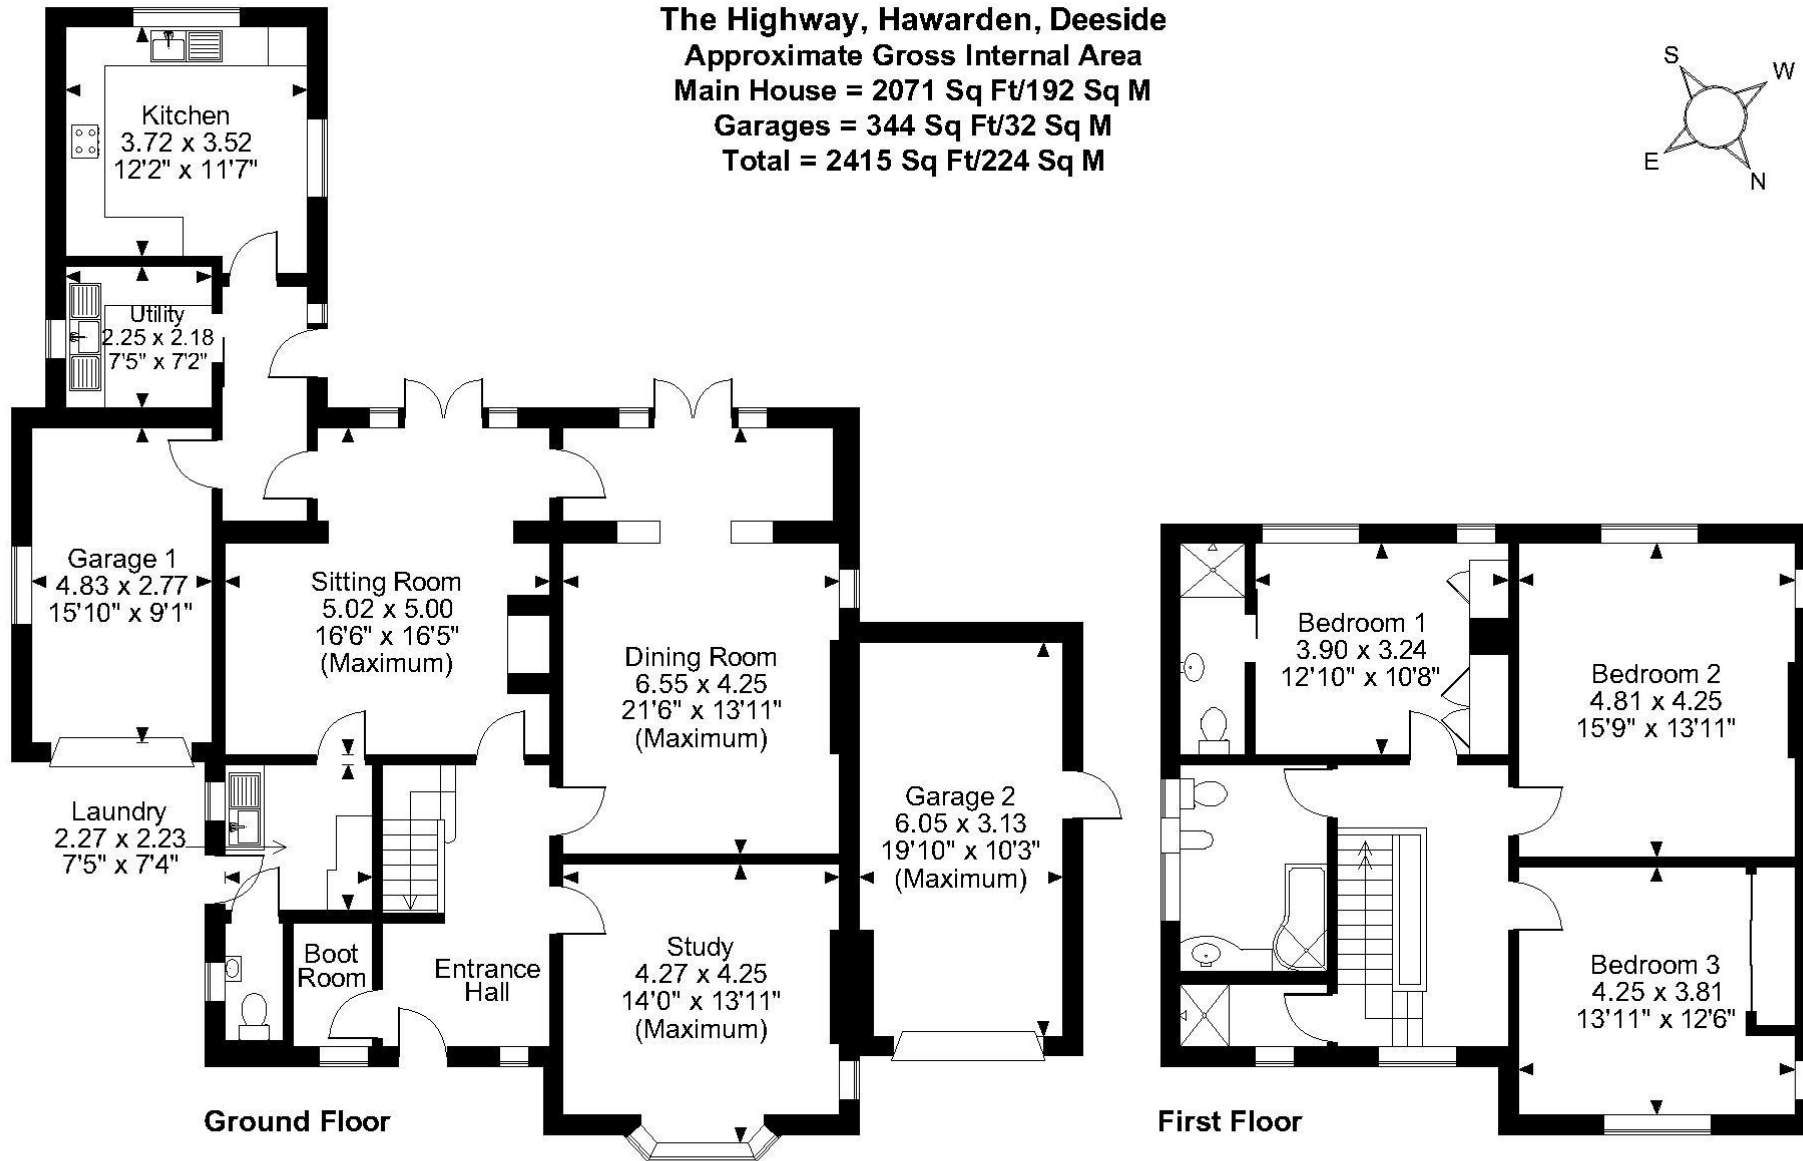 The Highway, Hawarden, Deeside
Approximate Gross Internal Area
Main House = 2071 Sq Ft/192 Sq M
Garages = 344 Sq Ft/32 Sq M
Total = 2415 Sq Ft/224 Sq M
S
W
E
N
Kitchen
3.72 x 3.52
12'2" x 11'7"
Utility
2.25 x 2.18
7'5" x 7'2"
Garage 1
4.83 x 2.77
15'10" x 9'1"
Sitting Room
5.02 x 5.00
16'6" x 16'5"
(Maximum)
Dining Room
6.55 x 4.25
21'6" x 13'11"
(Maximum)
Laundry
2.27 x 2.23
7'5" x 7'4"
Garage 2
6.05 x 3.13
19'10" x 10'3"
(Maximum)
Boot
Room
Entrance
Hall
Study
4.27 x 4.25
14'0" x 13'11"
(Maximum)
Ground Floor
Bedroom 1
3.90 x 3.24
12'10" x 10'8"
Bedroom 2
4.81 x 4.25
15'9" x 13'11"
Bedroom 3
4.25 x 3.81
13'11" x 12'6"
First Floor